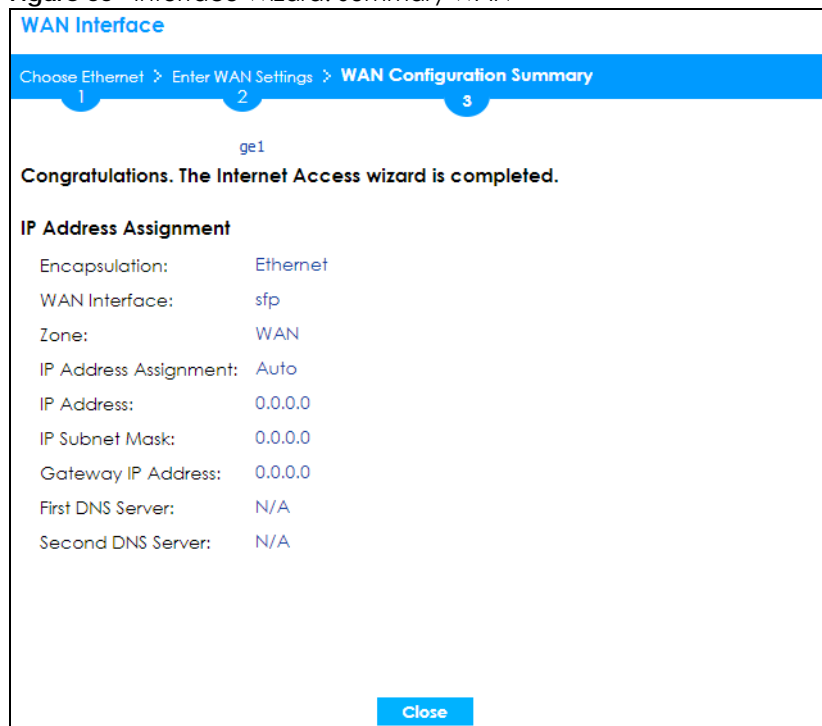 WAN Interface
Choose Ethernet > Enter WAN Settings > WAN Configuration Summary
1 2 3
ge1
Congratulations. The Internet Access wizard is completed.
IP Address Assignment
Encapsulation: Ethernet
WAN Interface: sfp
Zone: WAN
IP Address Assignment: Auto
IP Address: 0.0.0.0
IP Subnet Mask: 0.0.0.0
Gateway IP Address: 0.0.0.0
First DNS Server: N/A
Second DNS Server: N/A
Close